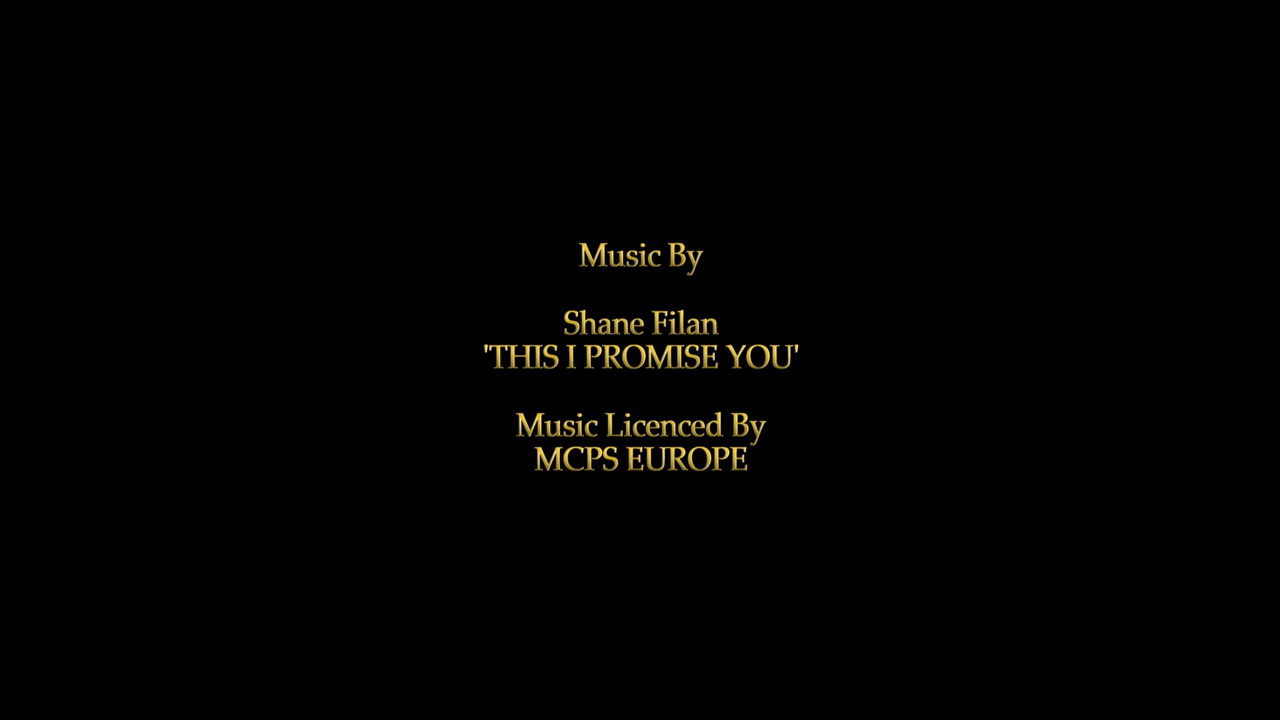 Music By
Shane Filan
'THIS I PROMISE YOU'
Music Licenced By
MCPS EUROPE